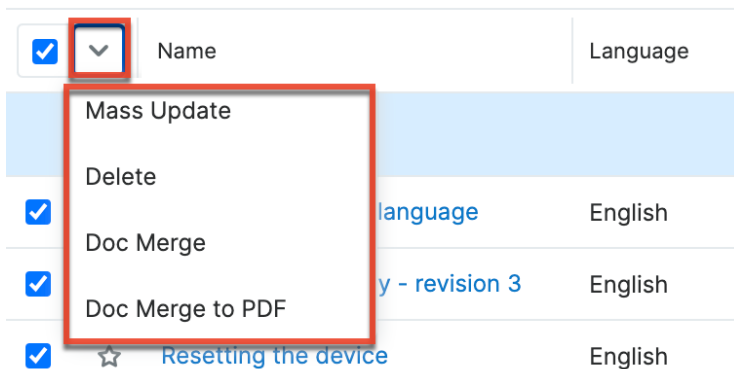 Name Language
Mass Update
Delete
language English
Doc Merge
y - revision 3 English
Doc Merge to PDF
Resetting the device English